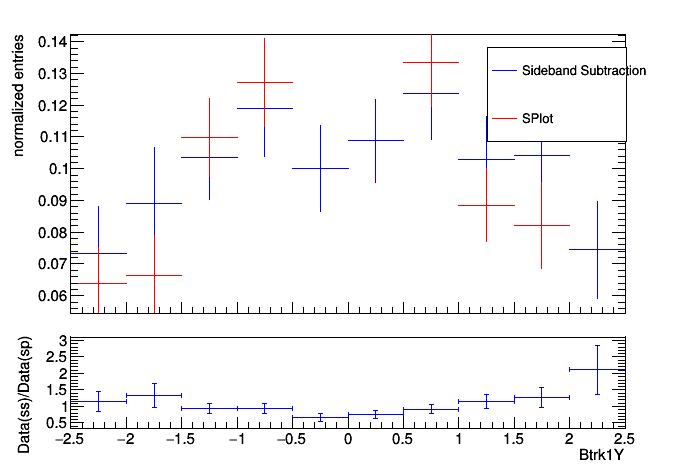 normalized entries
0.14
0.13
0.12
0.11
0.1
0.09
0.08
0.07
0.06
Sideband Subtraction
SPlot
Data(ss)/Data(sp)
3
2.5
2
1.5
1
0.5
−2.5 −2 −1.5 −1 −0.5 0 0.5 1 1.5 2 2.5
Btrk1Y